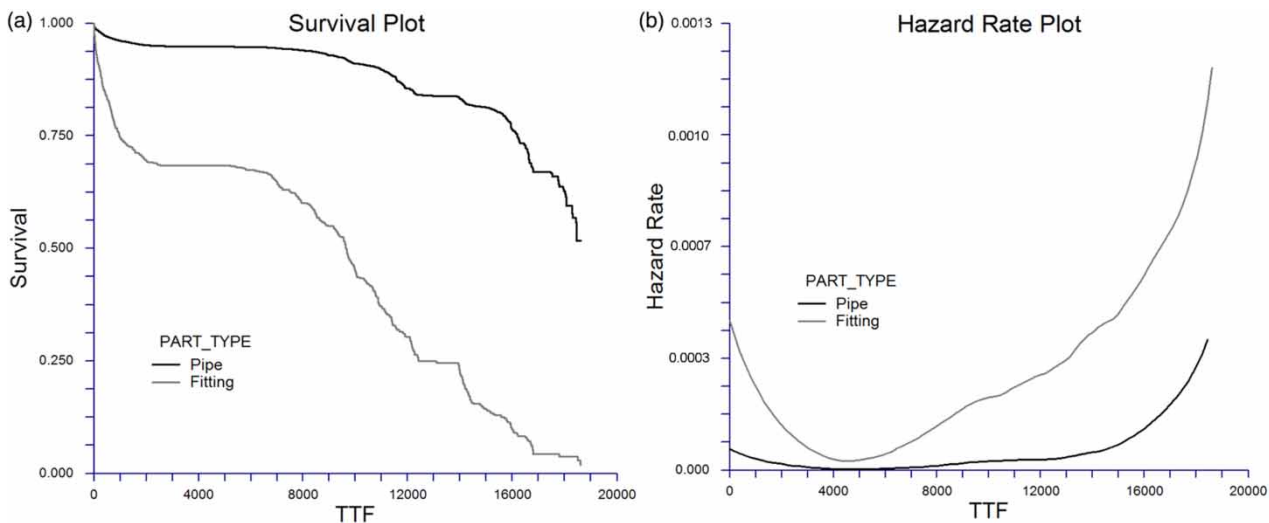 (a)
Survival Plot
1.000
0.750
0.500
0.250
0.000
Survival
PART_TYPE
Pipe
Fitting
0
4000
8000
12000
16000
20000
TTF
(b)
Hazard Rate Plot
0.0013
0.0010
0.0007
0.0003
0.000
Hazard Rate
PART_TYPE
Pipe
Fitting
0
4000
8000
12000
16000
20000
TTF